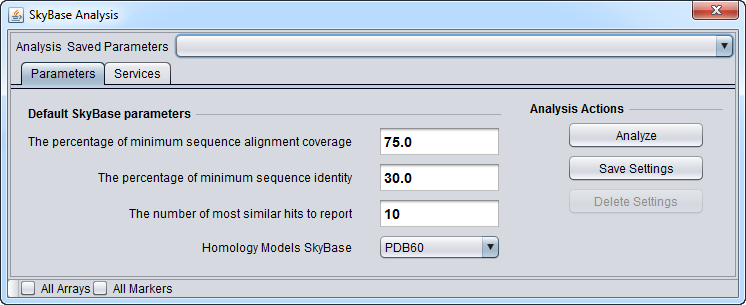 SkyBase Analysis
Analysis Saved Parameters
Parameters Services
Default SkyBase parameters
The percentage of minimum sequence alignment coverage 75.0
The percentage of minimum sequence identity 30.0
The number of most similar hits to report 10
Homology Models SkyBase PDB60
Analysis Actions
Analyze
Save Settings
Delete Settings
All Arrays All Markers